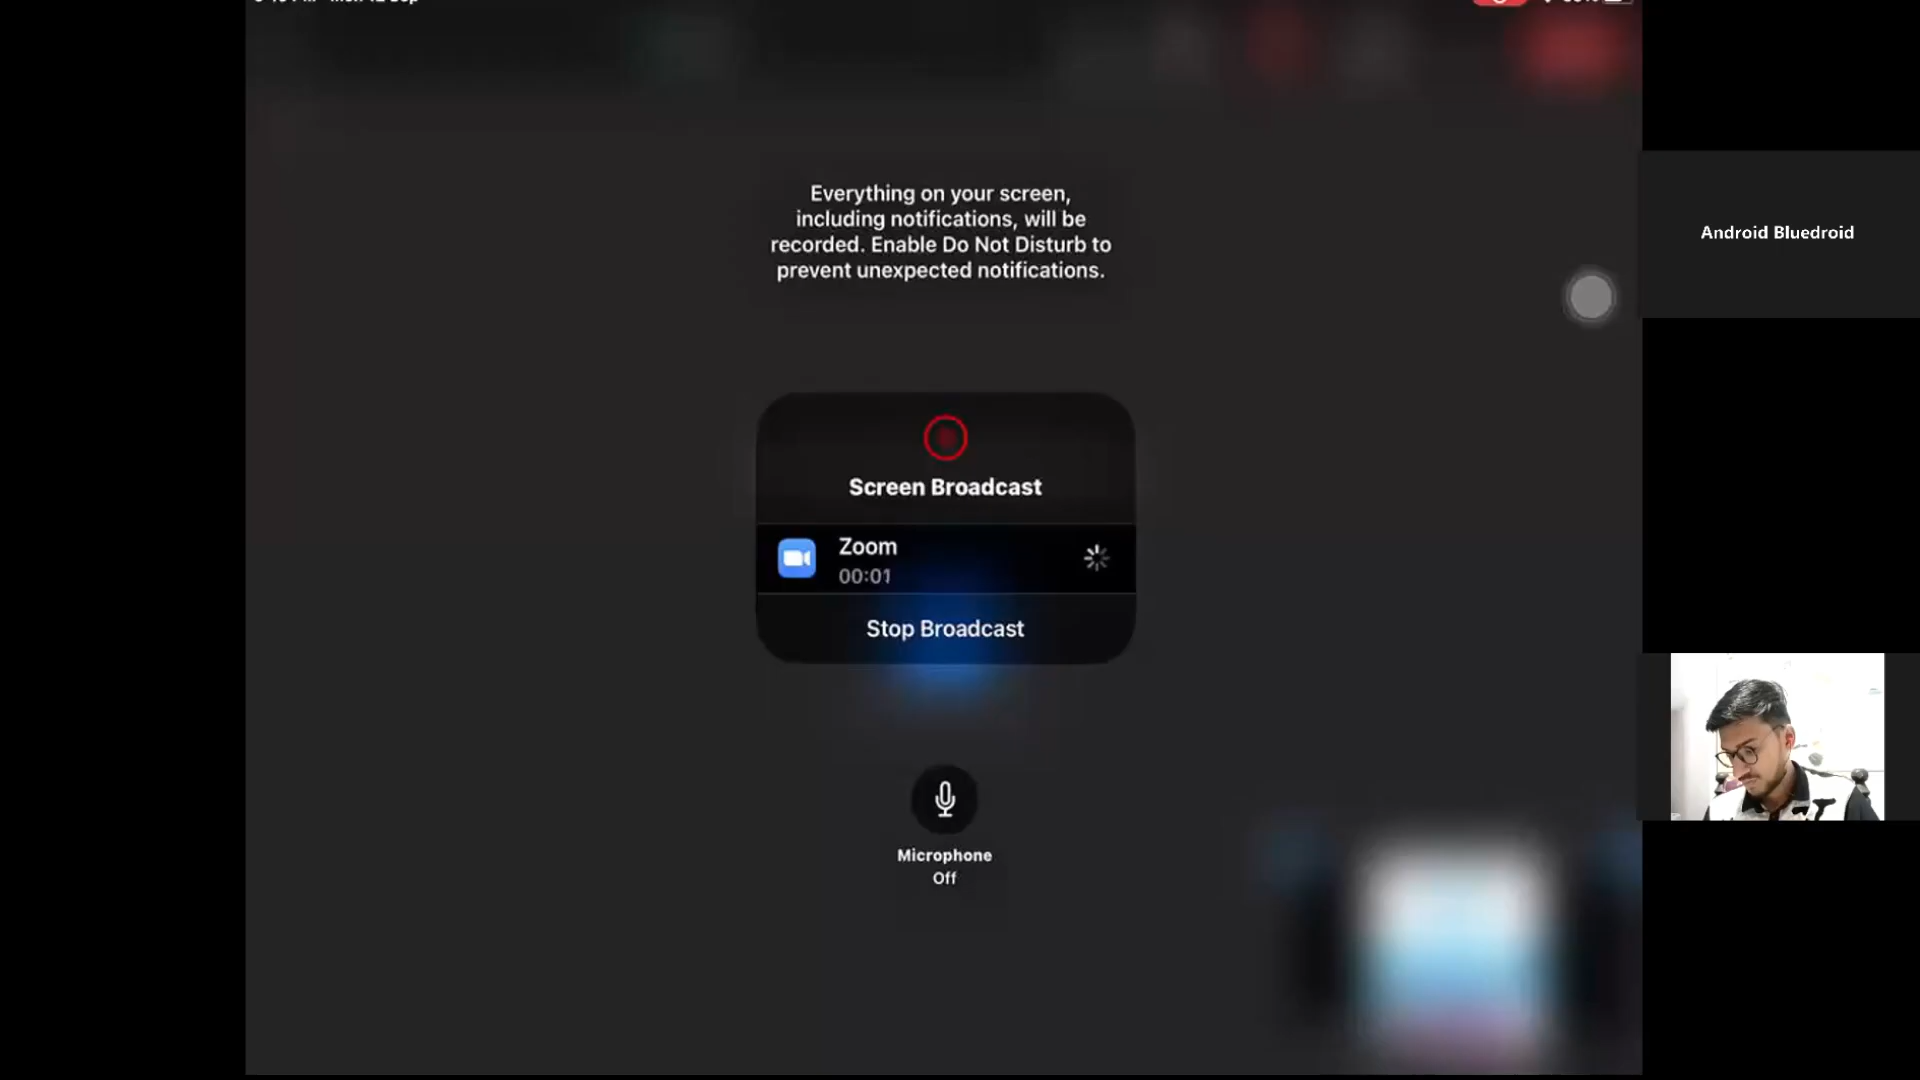 Everything on your screen,
including notifications, will be
recorded. Enable Do Not Disturb to
prevent unexpected notifications.
Android Bluedroid
Screen Broadcast
Zoom
00:01
Stop Broadcast
Microphone
Off